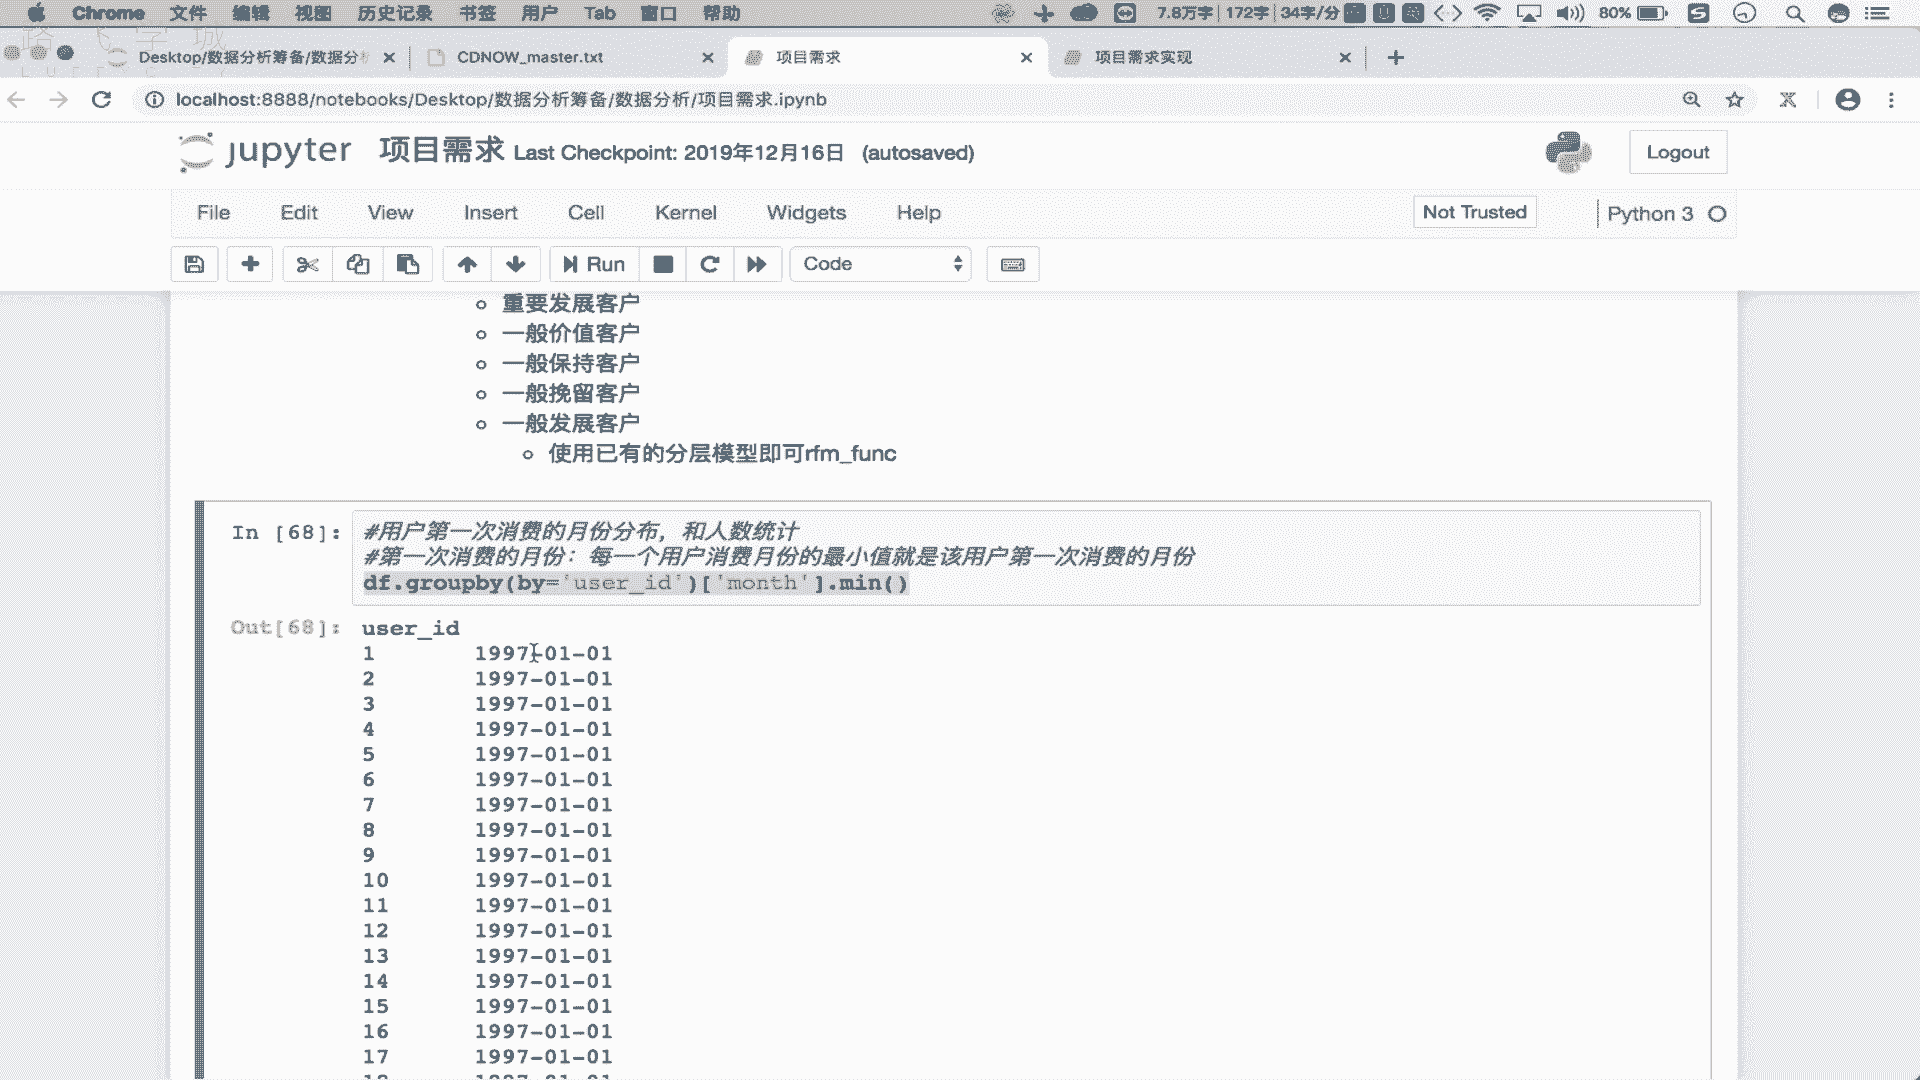 Chrome 文件 编辑 视图 历史记录 书签 用户 Tab 窗口 帮助 7.8万字 172字 34字/分 80%
Desktop/数据分析筹备/数据分 CDNOW_master.txt 项目需求 项目需求实现
localhost:8888/notebooks/Desktop/数据分析筹备/数据分析/项目需求.ipynb
jupyter 项目需求 Last Checkpoint: 2019年12月16日 (autosaved) Logout
File Edit View Insert Cell Kernel Widgets Help Not Trusted Python 3
Run Code
重要发展客户
一般价值客户
一般保持客户
一般挽留客户
一般发展客户
使用已有的分层模型即可rfm_func
In [68]: #用户第一次消费的月份分布，和人数统计
#第一次消费的月份：每一个用户消费月份的最小值就是该用户第一次消费的月份
df.groupby(by='user_id')['month'].min()
Out[68]: user_id
1 1997-01-01
2 1997-01-01
3 1997-01-01
4 1997-01-01
5 1997-01-01
6 1997-01-01
7 1997-01-01
8 1997-01-01
9 1997-01-01
10 1997-01-01
11 1997-01-01
12 1997-01-01
13 1997-01-01
14 1997-01-01
15 1997-01-01
16 1997-01-01
17 1997-01-01